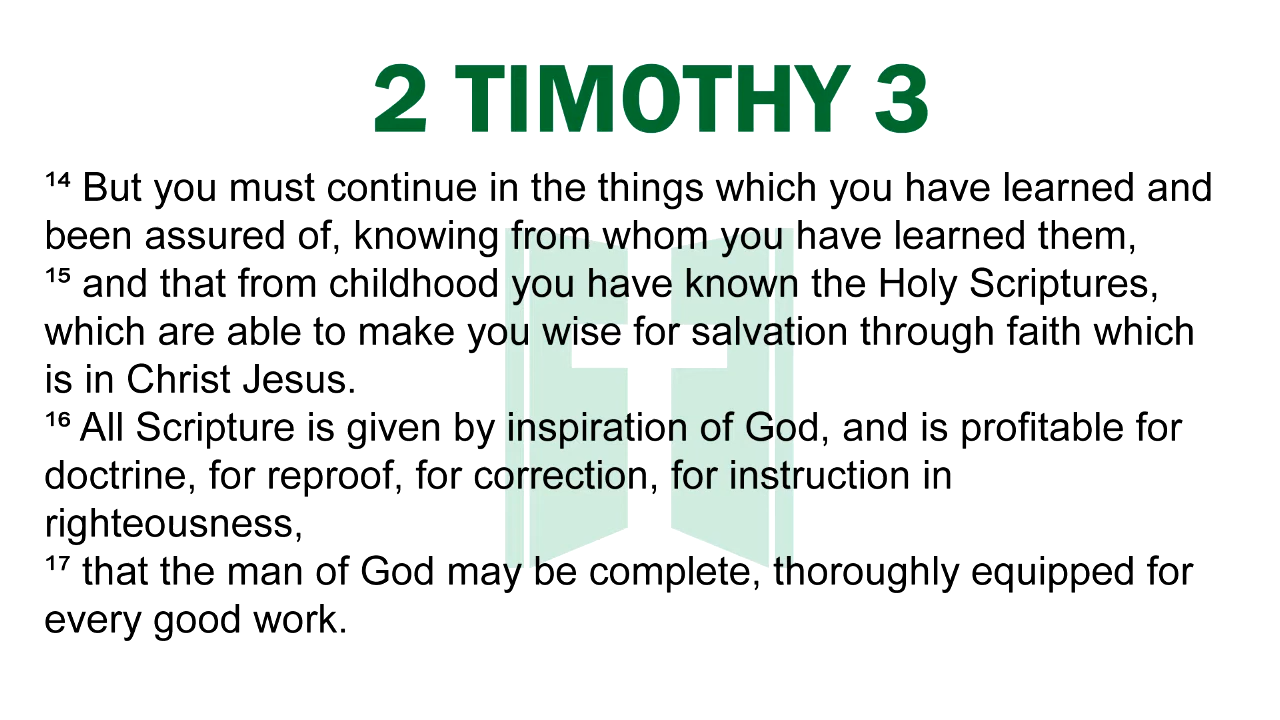 2 TIMOTHY 3
¹⁴ But you must continue in the things which you have learned and
been assured of, knowing from whom you have learned them,
¹⁵ and that from childhood you have known the Holy Scriptures,
which are able to make you wise for salvation through faith which
is in Christ Jesus.
¹⁶ All Scripture is given by inspiration of God, and is profitable for
doctrine, for reproof, for correction, for instruction in
righteousness,
¹⁷ that the man of God may be complete, thoroughly equipped for
every good work.